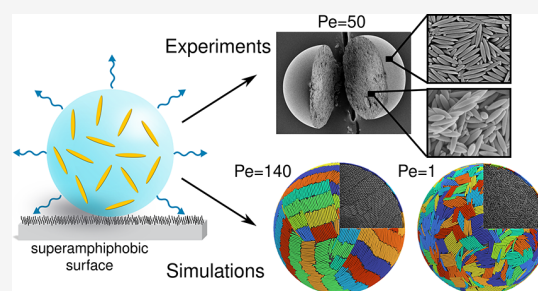 Pe=50
Experiments
Pe=140
Pe=1
superamphiphobic
surface
Simulations